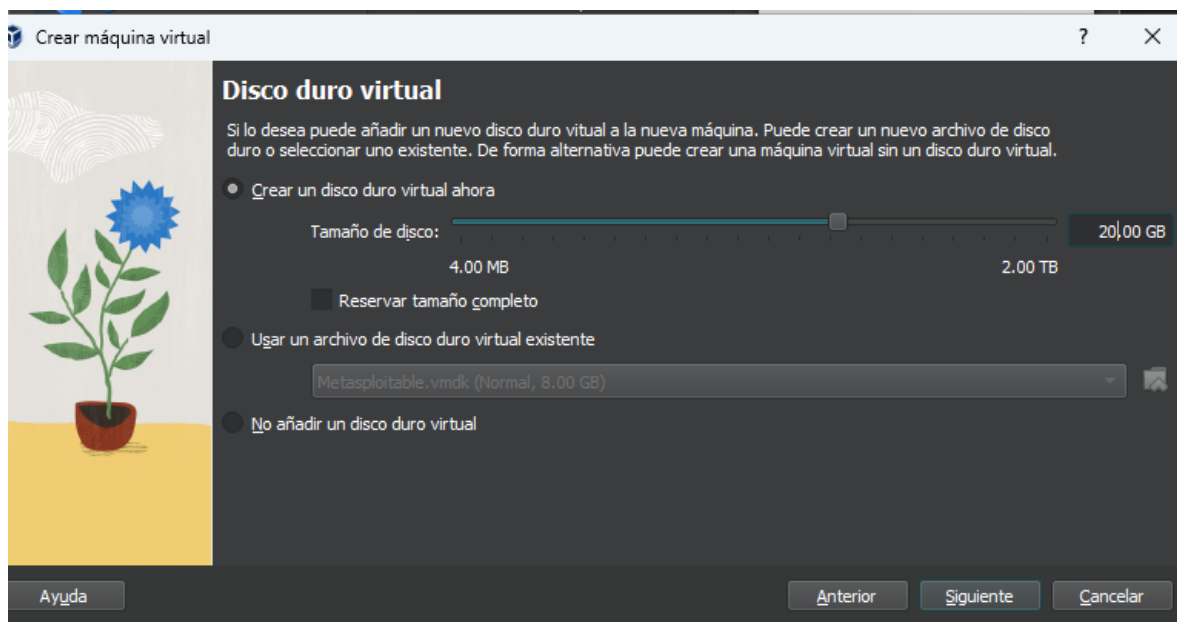 Crear máquina virtual
?
Disco duro virtual
Si lo desea puede añadir un nuevo disco duro vitual a la nueva máquina. Puede crear un nuevo archivo de disco
duro o seleccionar uno existente. De forma alternativa puede crear una máquina virtual sin un disco duro virtual.
Crear un disco duro virtual ahora
Tamaño de disco: 20,00 GB
4.00 MB 2.00 TB
Reservar tamaño completo
Usar un archivo de disco duro virtual existente
Metasploitable.vmdk (Normal, 8.00 GB)
No añadir un disco duro virtual
Ayuda Anterior Siguiente Cancelar